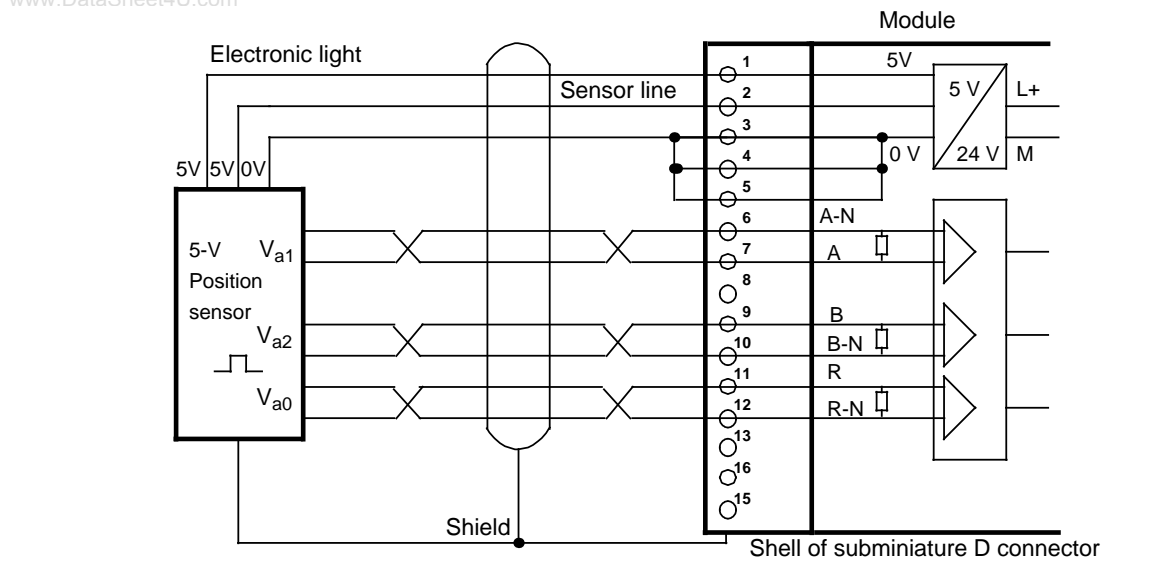 www.DataSheet4U.com
Module
Electronic light
Sensor line
5V 5V 0V
5-V
Position
sensor
Va1
Va2
Va0
1
2
3
4
5
6
7
8
9
10
11
12
13
16
15
5V
0 V
5 V
24 V
L+
M
A-N
A
B
B-N
R
R-N
Shield
Shell of subminiature D connector